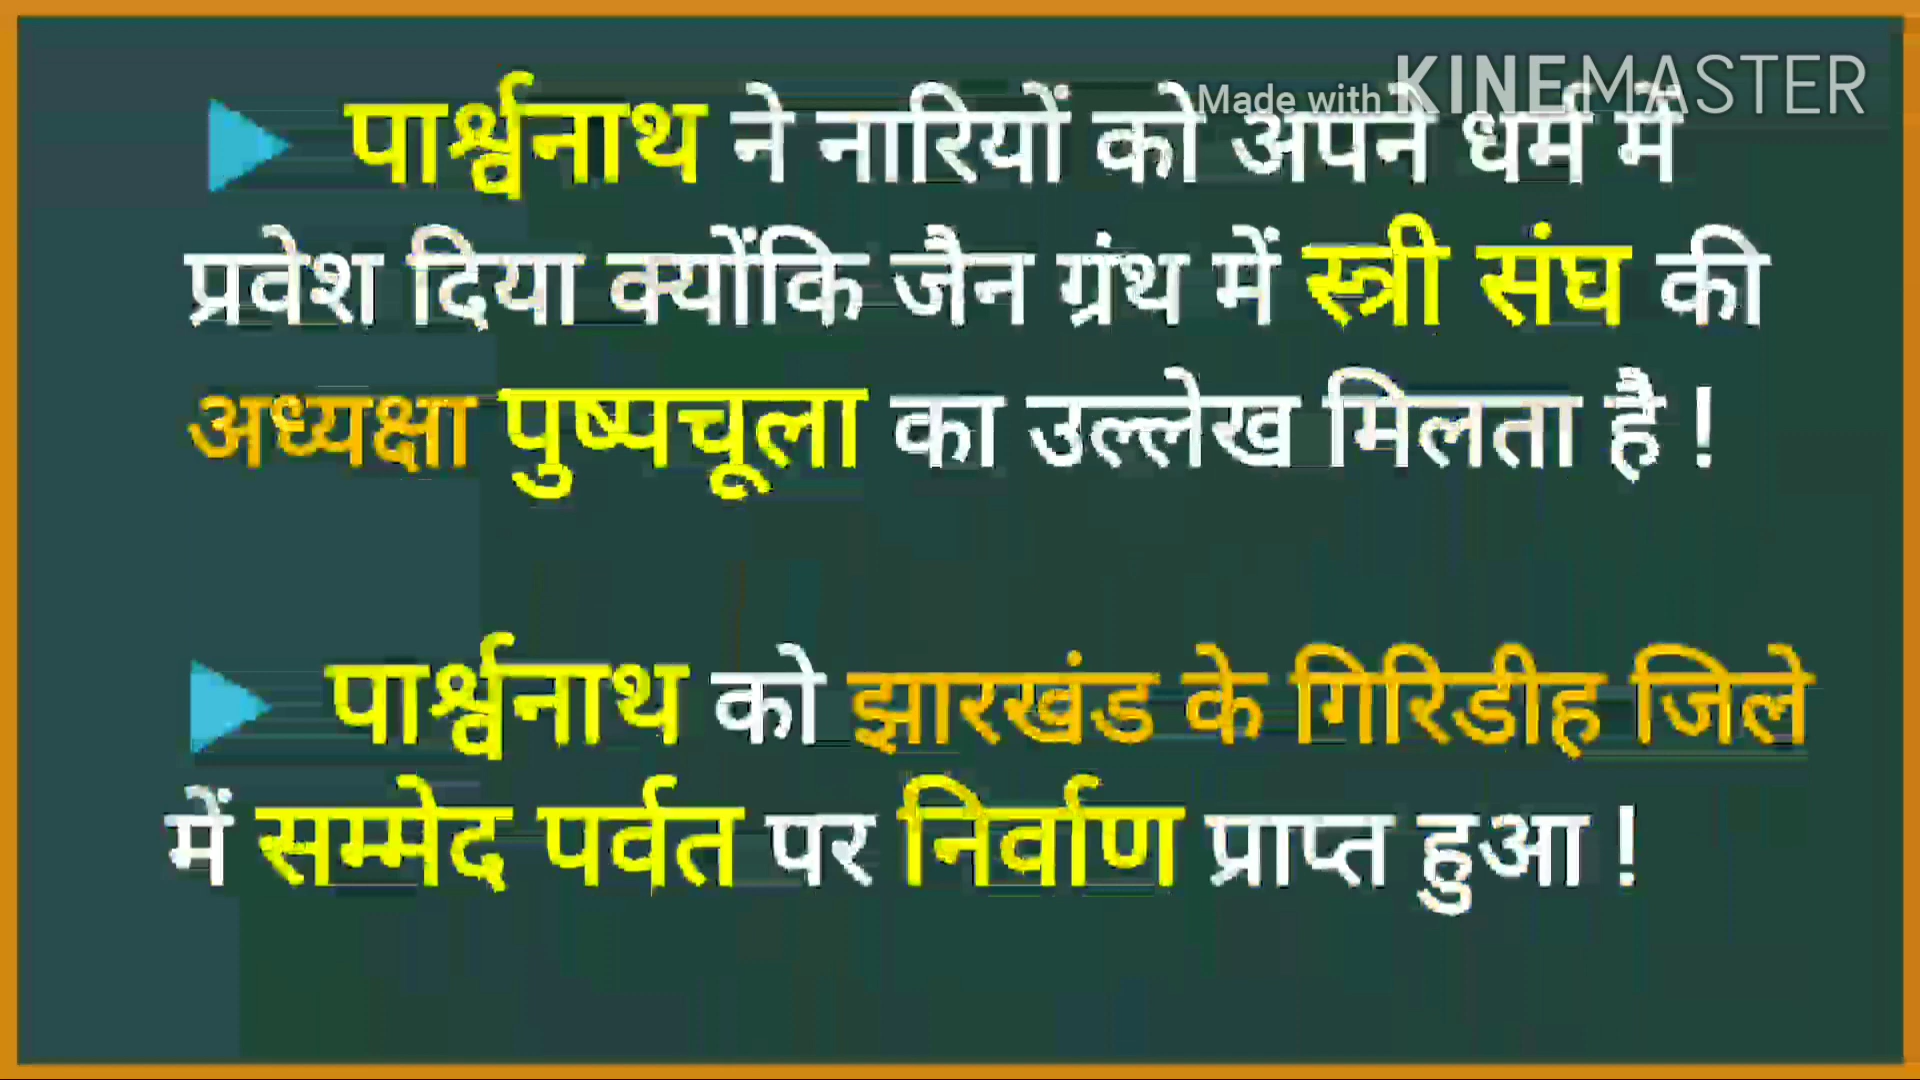 Made with KINEMASTER
▶ पार्श्वनाथ ने नारियों को अपने धर्म में
प्रवेश दिया क्योंकि जैन ग्रंथ में स्त्री संघ की
अध्यक्षा पुष्पचूला का उल्लेख मिलता है !
▶ पार्श्वनाथ को झारखंड के गिरिडीह जिले
में सम्मेद पर्वत पर निर्वाण प्राप्त हुआ !